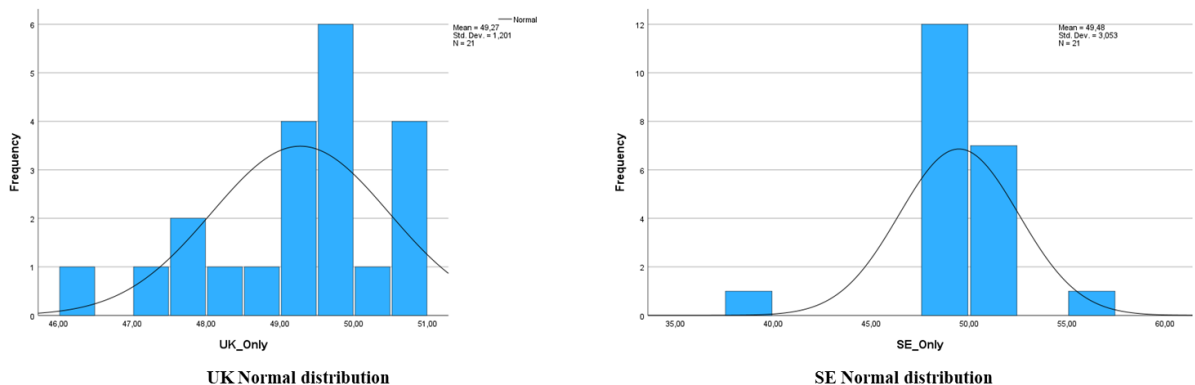 Normal
Mean = 49,27
Std. Dev. = 1,201
N = 21
6
5
4
3
2
1
0
Frequency
46,00 47,00 48,00 49,00 50,00 51,00
UK_Only
UK Normal distribution
Mean = 49,48
Std. Dev. = 3,053
N = 21
12
10
8
6
4
2
0
Frequency
35,00 40,00 45,00 50,00 55,00 60,00
SE_Only
SE Normal distribution